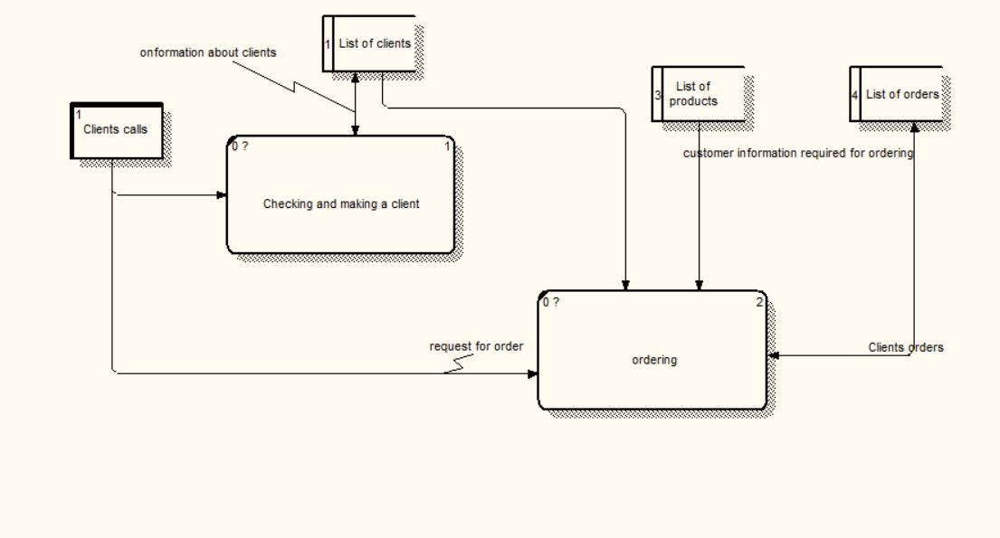 onformation about clients
1 List of clients
1
Clients calls
3 List of
products
4 List of orders
customer information required for ordering
0 ? 1
Checking and making a client
0 ? 2
request for order
Clients orders
ordering